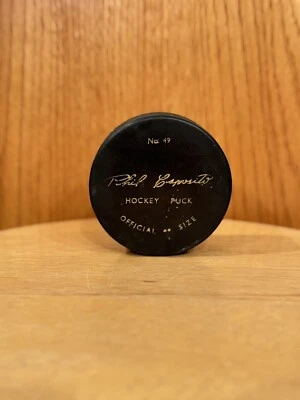 No. 49
Phil Esposito
HOCKEY PUCK
OFFICIAL SIZE